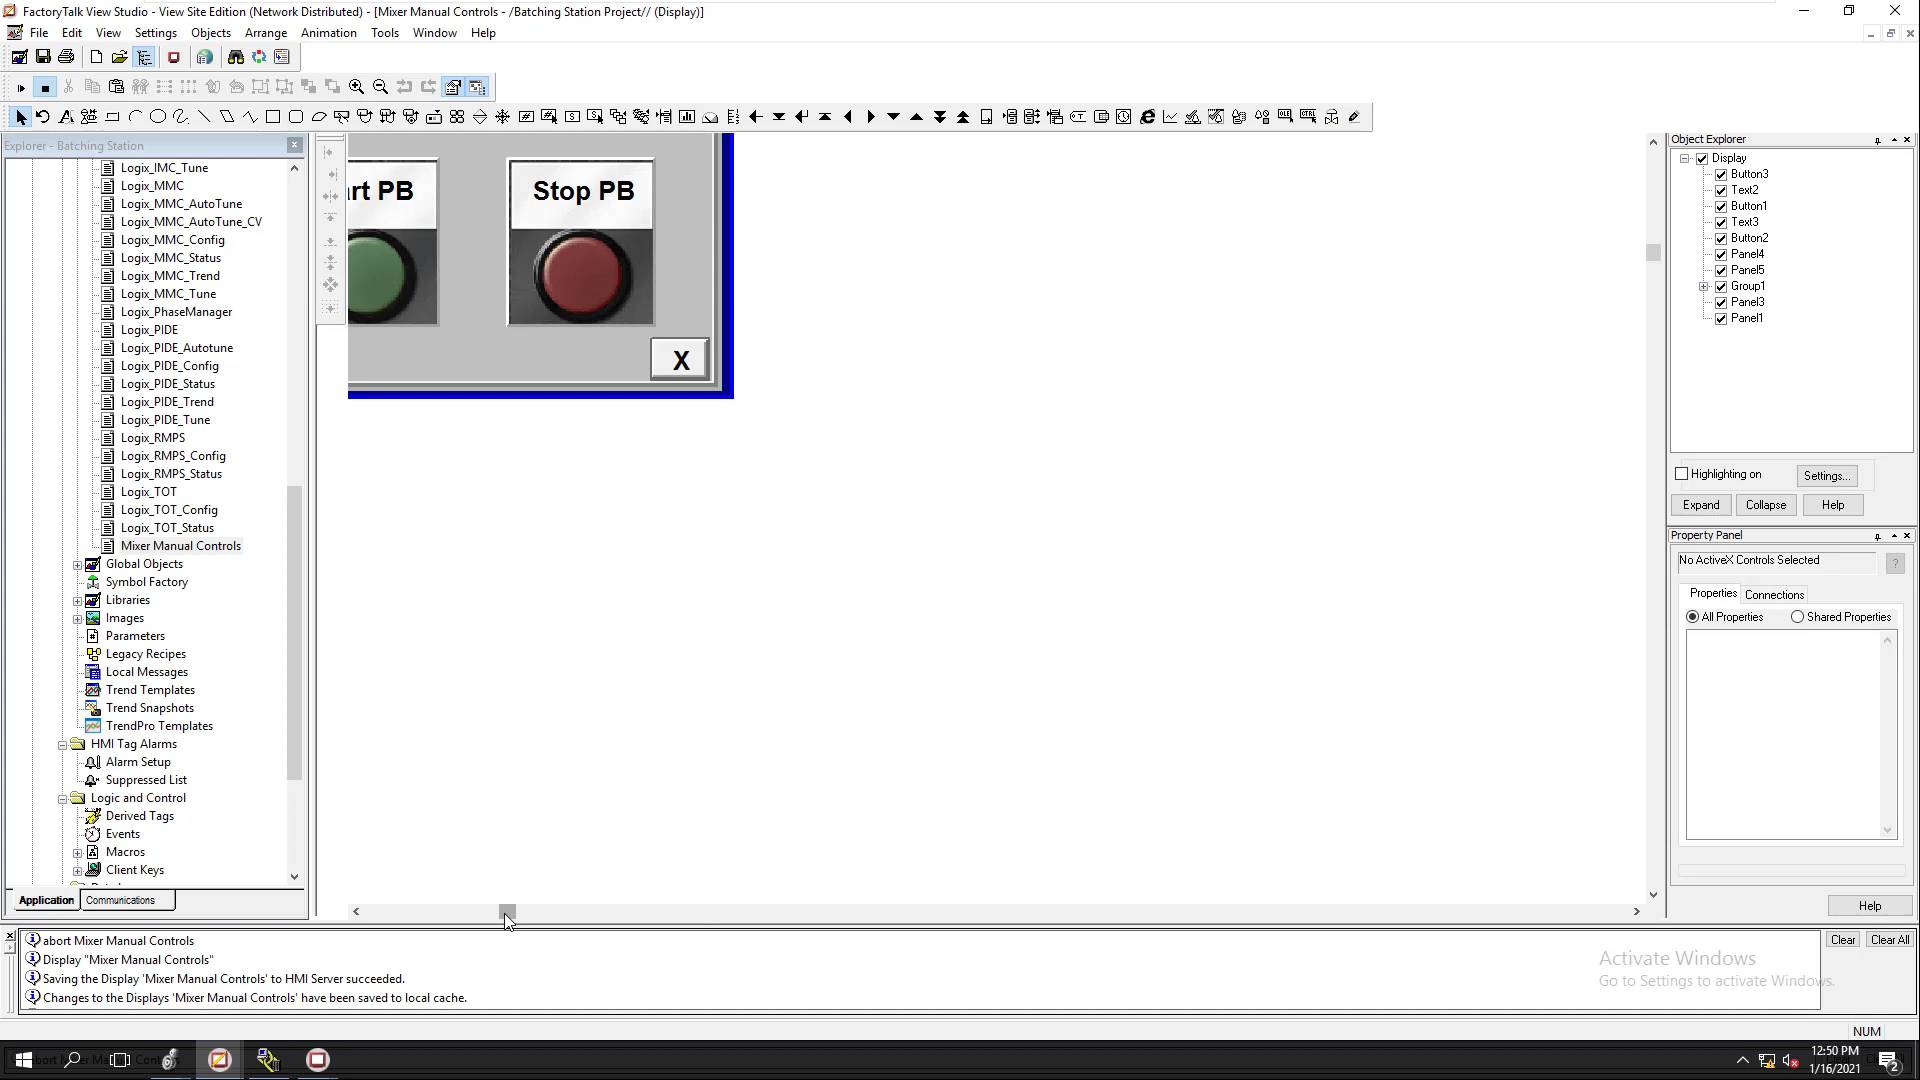 FactoryTalk View Studio - View Site Edition (Network Distributed) - [Mixer Manual Controls - /Batching Station Project// (Display)]
File Edit View Settings Objects Arrange Animation Tools Window Help
Explorer - Batching Station
Logix_IMC_Tune
Logix_MMC
Logix_MMC_AutoTune
Logix_MMC_AutoTune_CV
Logix_MMC_Config
Logix_MMC_Status
Logix_MMC_Trend
Logix_MMC_Tune
Logix_PhaseManager
Logix_PIDE
Logix_PIDE_Autotune
Logix_PIDE_Config
Logix_PIDE_Status
Logix_PIDE_Trend
Logix_PIDE_Tune
Logix_RMPS
Logix_RMPS_Config
Logix_RMPS_Status
Logix_TOT
Logix_TOT_Config
Logix_TOT_Status
Mixer Manual Controls
Global Objects
Symbol Factory
Libraries
Images
Parameters
Legacy Recipes
Local Messages
Trend Templates
Trend Snapshots
TrendPro Templates
HMI Tag Alarms
Alarm Setup
Suppressed List
Logic and Control
Derived Tags
Events
Macros
Client Keys
Application Communications
art PB
Stop PB
X
Object Explorer
Display
Button3
Text2
Button1
Text3
Button2
Panel4
Panel5
Group1
Panel3
Panel1
Highlighting on Settings...
Expand Collapse Help
Property Panel
No ActiveX Controls Selected ?
Properties Connections
All Properties Shared Properties
Help
abort Mixer Manual Controls
Display "Mixer Manual Controls"
Saving the Display 'Mixer Manual Controls' to HMI Server succeeded.
Changes to the Displays 'Mixer Manual Controls' have been saved to local cache.
Clear Clear All
Activate Windows
Go to Settings to activate Windows.
NUM
12:50 PM
1/16/2021
2